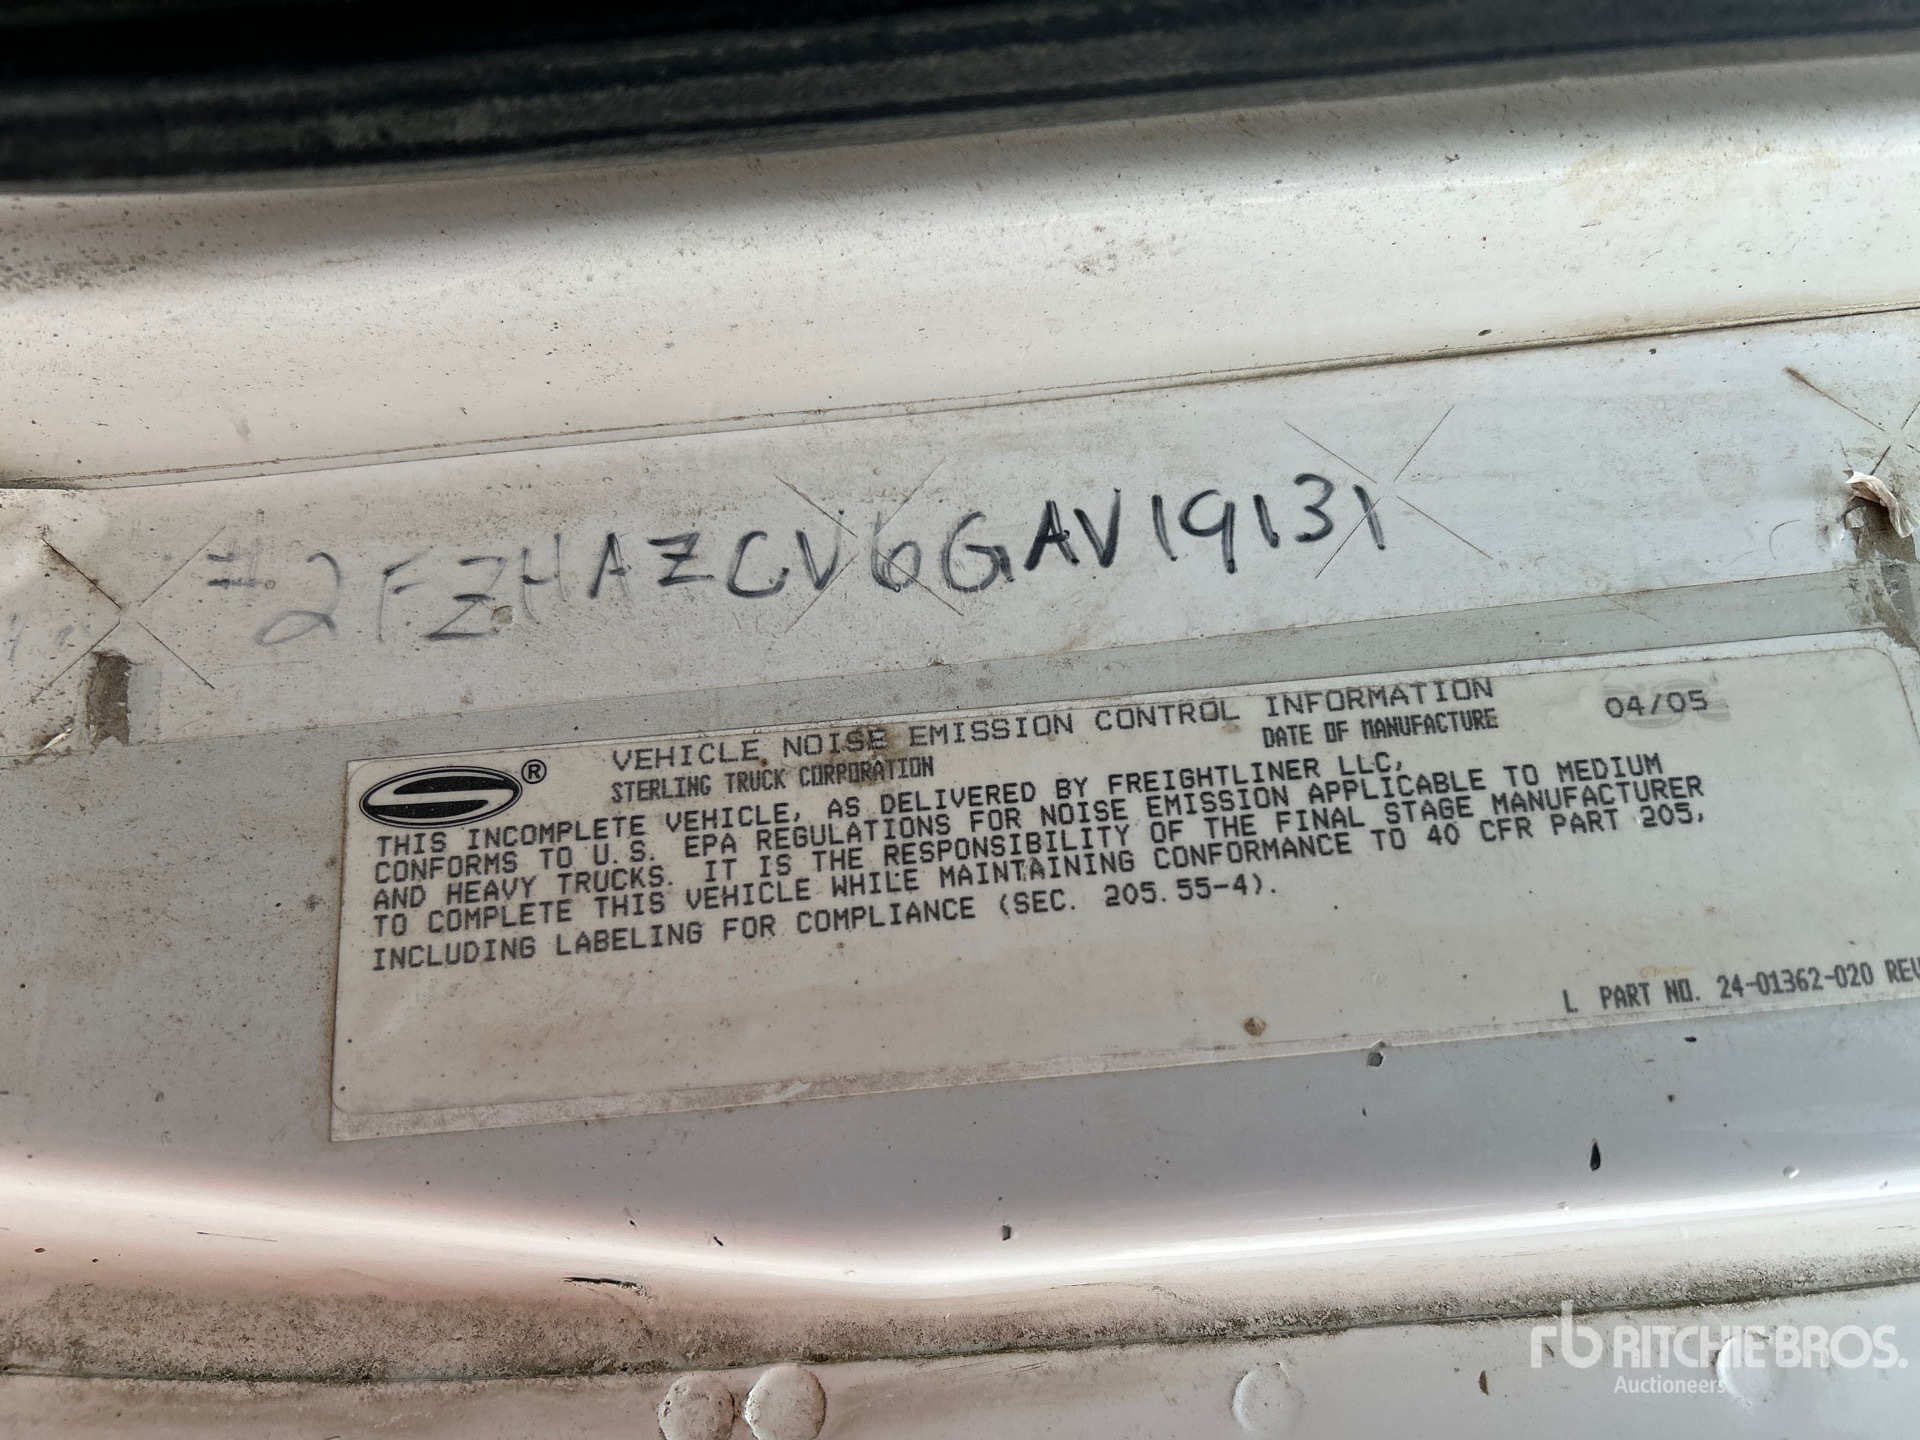 # 2FZHAZCV6GAV19131
VEHICLE NOISE EMISSION CONTROL INFORMATION
STERLING TRUCK CORPORATION DATE OF MANUFACTURE 04/05
THIS INCOMPLETE VEHICLE, AS DELIVERED BY FREIGHTLINER LLC,
CONFORMS TO U.S. EPA REGULATIONS FOR NOISE EMISSION APPLICABLE TO MEDIUM
AND HEAVY TRUCKS. IT IS THE RESPONSIBILITY OF THE FINAL STAGE MANUFACTURER
TO COMPLETE THIS VEHICLE WHILE MAINTAINING CONFORMANCE TO 40 CFR PART 205,
INCLUDING LABELING FOR COMPLIANCE (SEC. 205.55-4).
L PART NO. 24-01362-020 REV
rb RITCHIE BROS.
Auctioneers